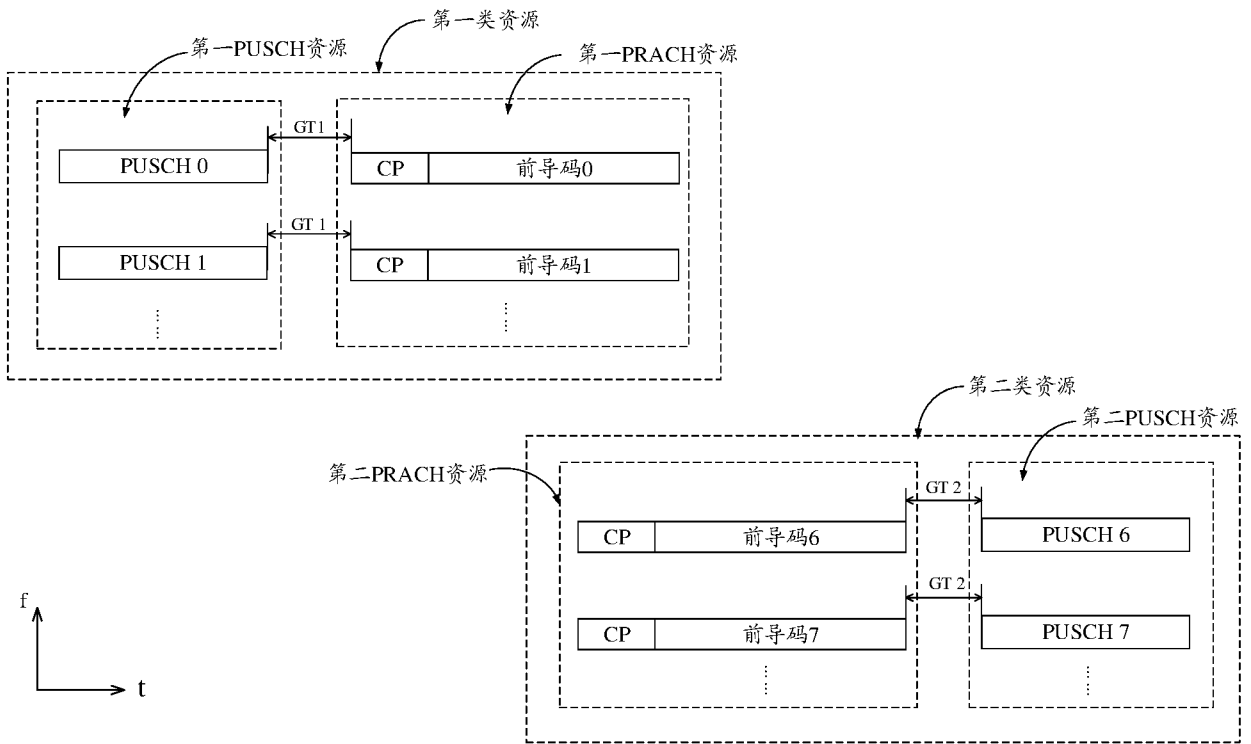 第一类资源
第一PUSCH资源
第一PRACH资源
GT1
PUSCH 0
CP
前导码0
GT 1
PUSCH 1
CP
前导码1
第二类资源
第二PUSCH资源
第二PRACH资源
GT 2
CP
前导码6
PUSCH 6
GT 2
CP
前导码7
PUSCH 7
f
t